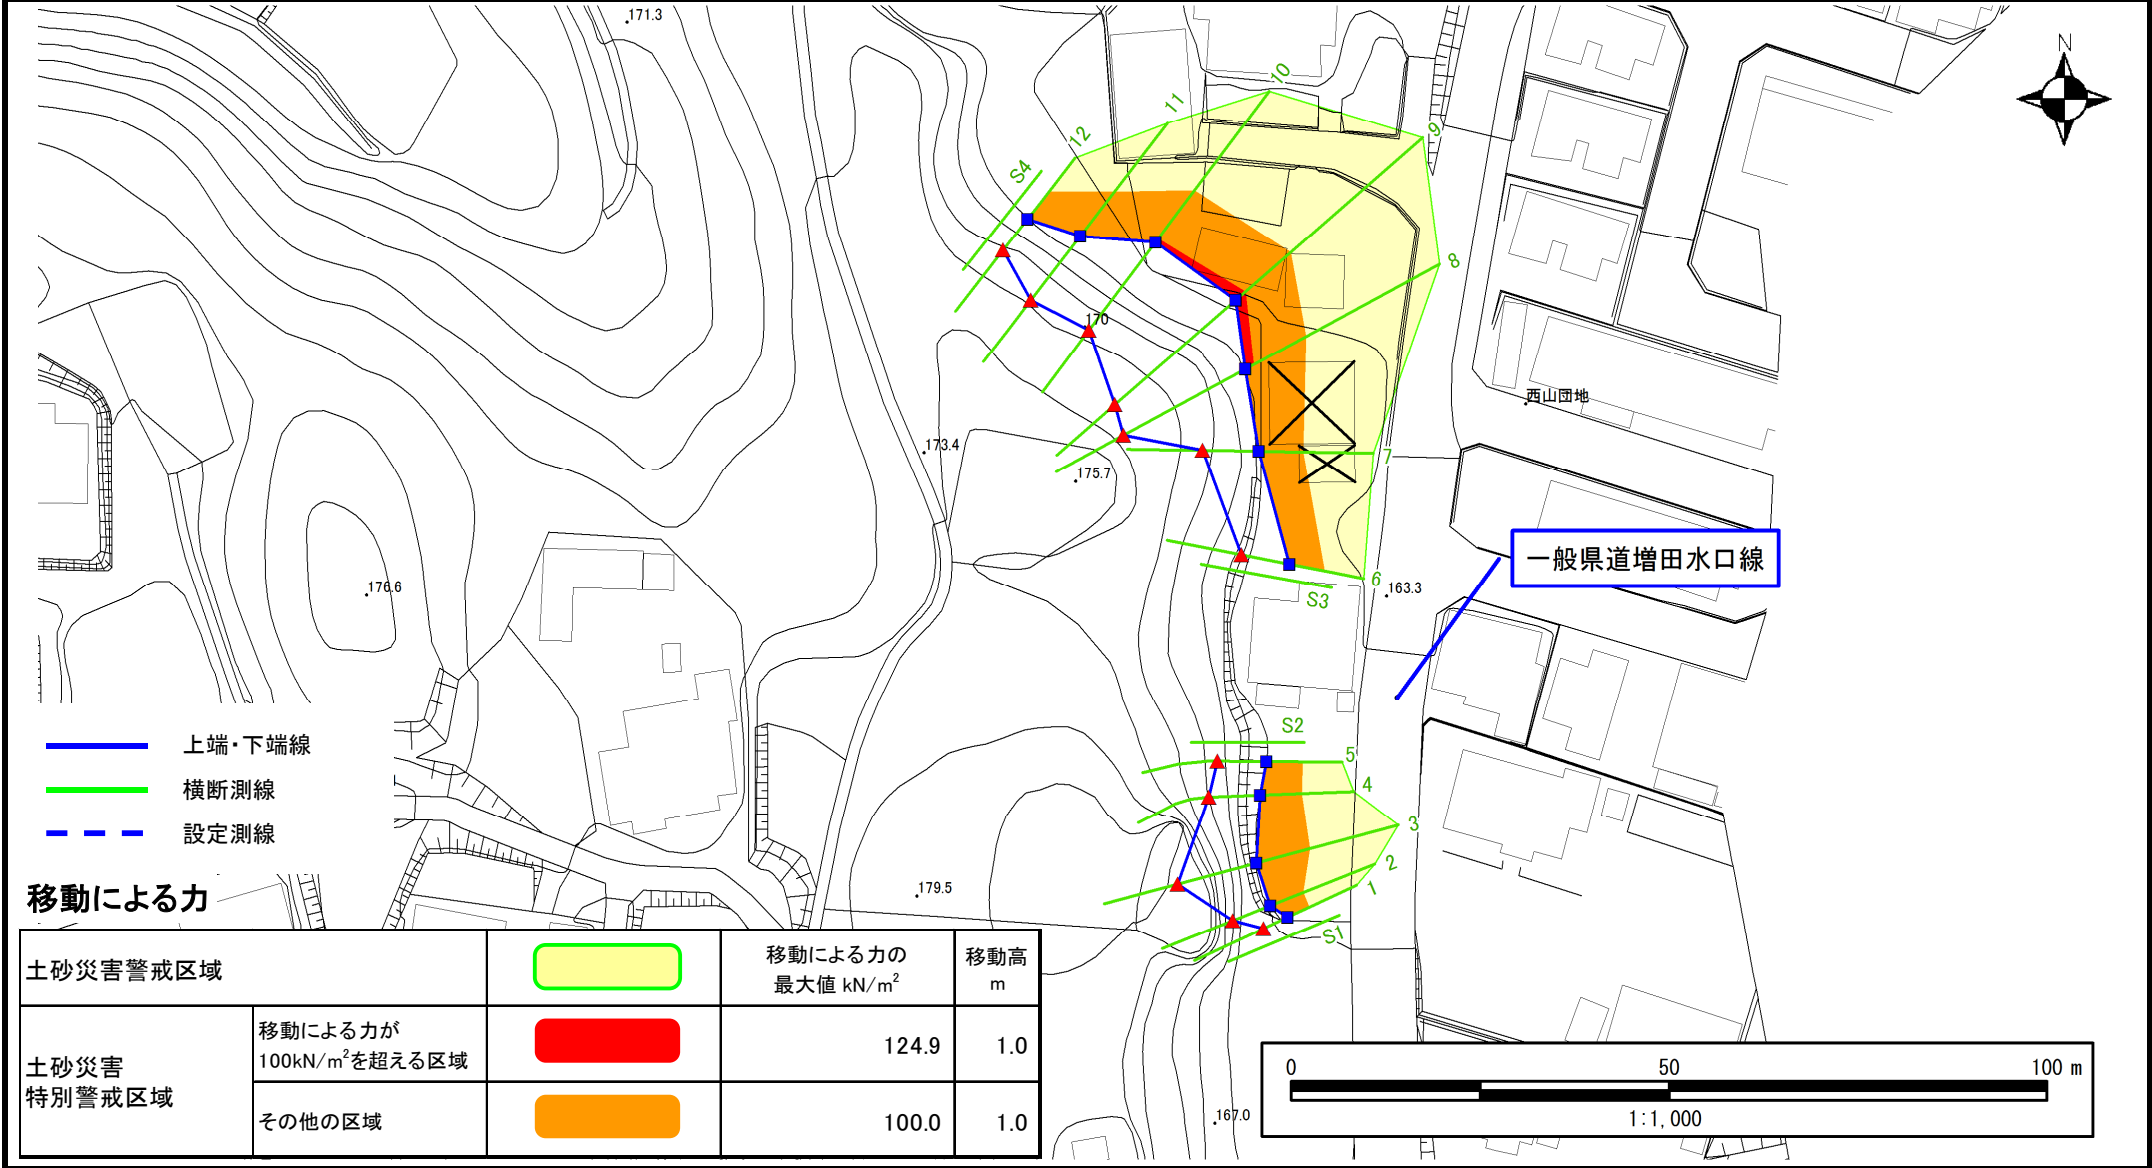 171.3
N
10
11
9
12
S4
8
170
西山団地
173.4
7
175.7
一般県道増田水口線
176.6
6
163.3
S3
S2
5
4
3
2
1
S1
179.5
167.0
上端・下端線
横断測線
設定測線
移動による力
土砂災害警戒区域
移動による力の
最大値 kN/m²
移動高
m
土砂災害
特別警戒区域
移動による力が
100kN/m²を超える区域
124.9
1.0
その他の区域
100.0
1.0
0 50 100 m
1:1,000